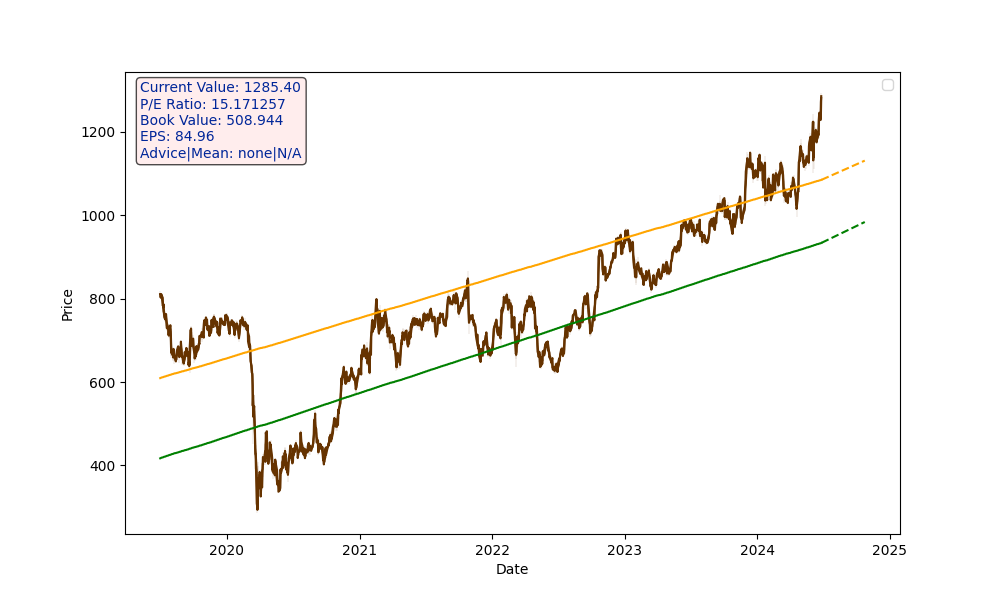 Current Value: 1285.40
P/E Ratio: 15.171257
Book Value: 508.944
EPS: 84.96
Advice|Mean: none|N/A
1200
1000
800
600
400
Price
2020 2021 2022 2023 2024 2025
Date